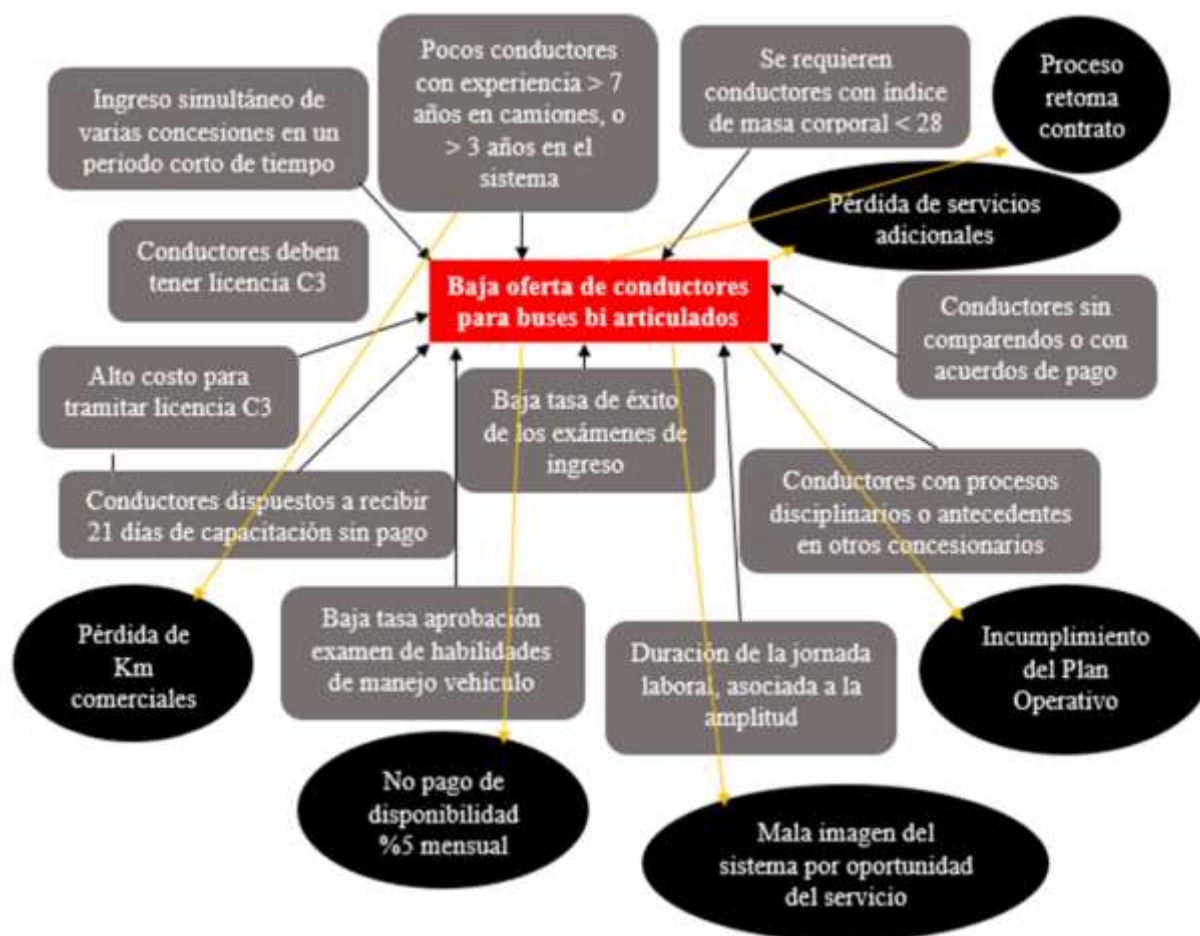 Pocos conductores
con experiencia > 7
años en camiones, o
> 3 años en el
sistema
Se requieren
conductores con índice
de masa corporal < 28
Proceso
retoma
contrato
Ingreso simultáneo de
varias concesiones en un
periodo corto de tiempo
Pérdida de servicios
adicionales
Conductores deben
tener licencia C3
Baja oferta de conductores
para buses bi articulados
Conductores sin
comparendos o con
acuerdos de pago
Alto costo para
tramitar licencia C3
Baja tasa de éxito
de los exámenes de
ingreso
Conductores dispuestos a recibir
21 días de capacitación sin pago
Conductores con procesos
disciplinarios o antecedentes
en otros concesionarios
Pérdida de
Km
comerciales
Baja tasa aprobación
examen de habilidades
de manejo vehículo
Duración de la jornada
laboral, asociada a la
amplitud
Incumplimiento
del Plan
Operativo
No pago de
disponibilidad
%5 mensual
Mala imagen del
sistema por oportunidad
del servicio